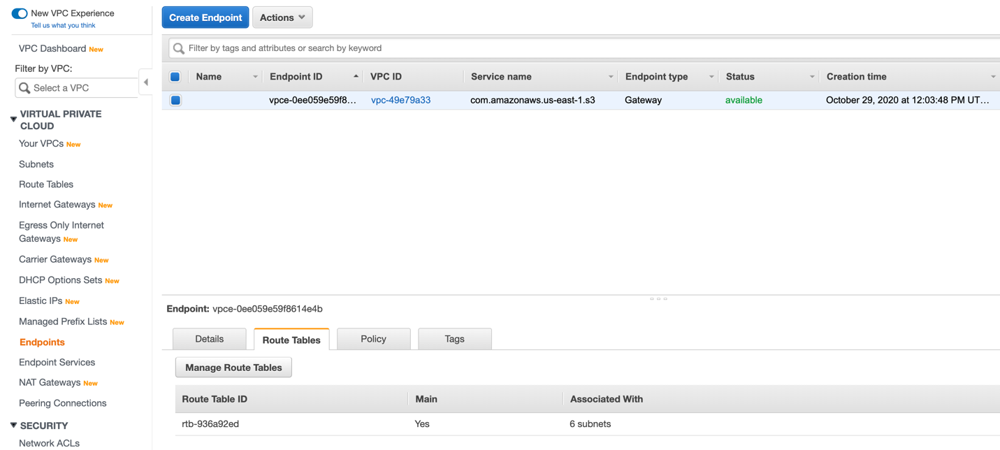 New VPC Experience
Tell us what you think
VPC Dashboard New
Filter by VPC:
Select a VPC
VIRTUAL PRIVATE
CLOUD
Your VPCs New
Subnets
Route Tables
Internet Gateways New
Egress Only Internet
Gateways New
Carrier Gateways New
DHCP Options Sets New
Elastic IPs New
Managed Prefix Lists New
Endpoints
Endpoint Services
NAT Gateways New
Peering Connections
SECURITY
Network ACLs
Create Endpoint Actions
Filter by tags and attributes or search by keyword
Name Endpoint ID VPC ID Service name Endpoint type Status Creation time
vpce-0ee059e59f8... vpc-49e79a33 com.amazonaws.us-east-1.s3 Gateway available October 29, 2020 at 12:03:48 PM UT...
Endpoint: vpce-0ee059e59f8614e4b
Details Route Tables Policy Tags
Manage Route Tables
Route Table ID Main Associated With
rtb-936a92ed Yes 6 subnets